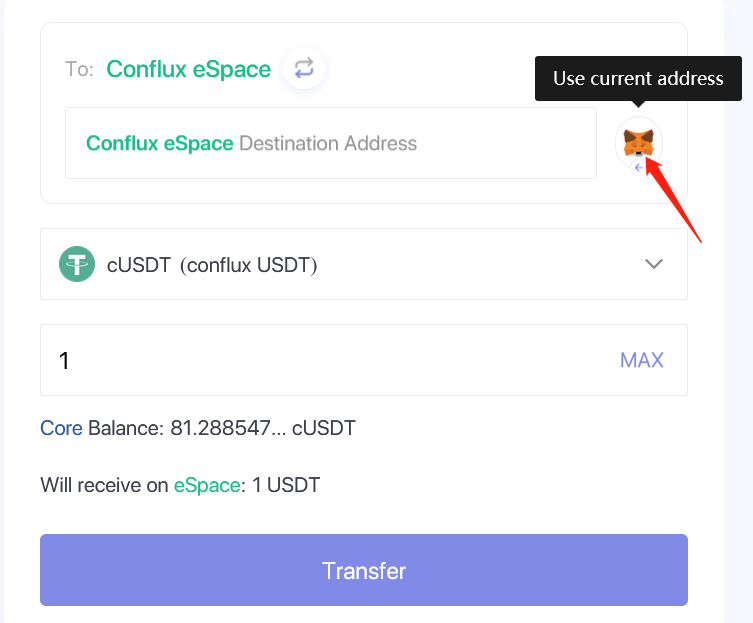 To: Conflux eSpace
Use current address
Conflux eSpace Destination Address
cUSDT (conflux USDT)
1 MAX
Core Balance: 81.288547... cUSDT
Will receive on eSpace: 1 USDT
Transfer